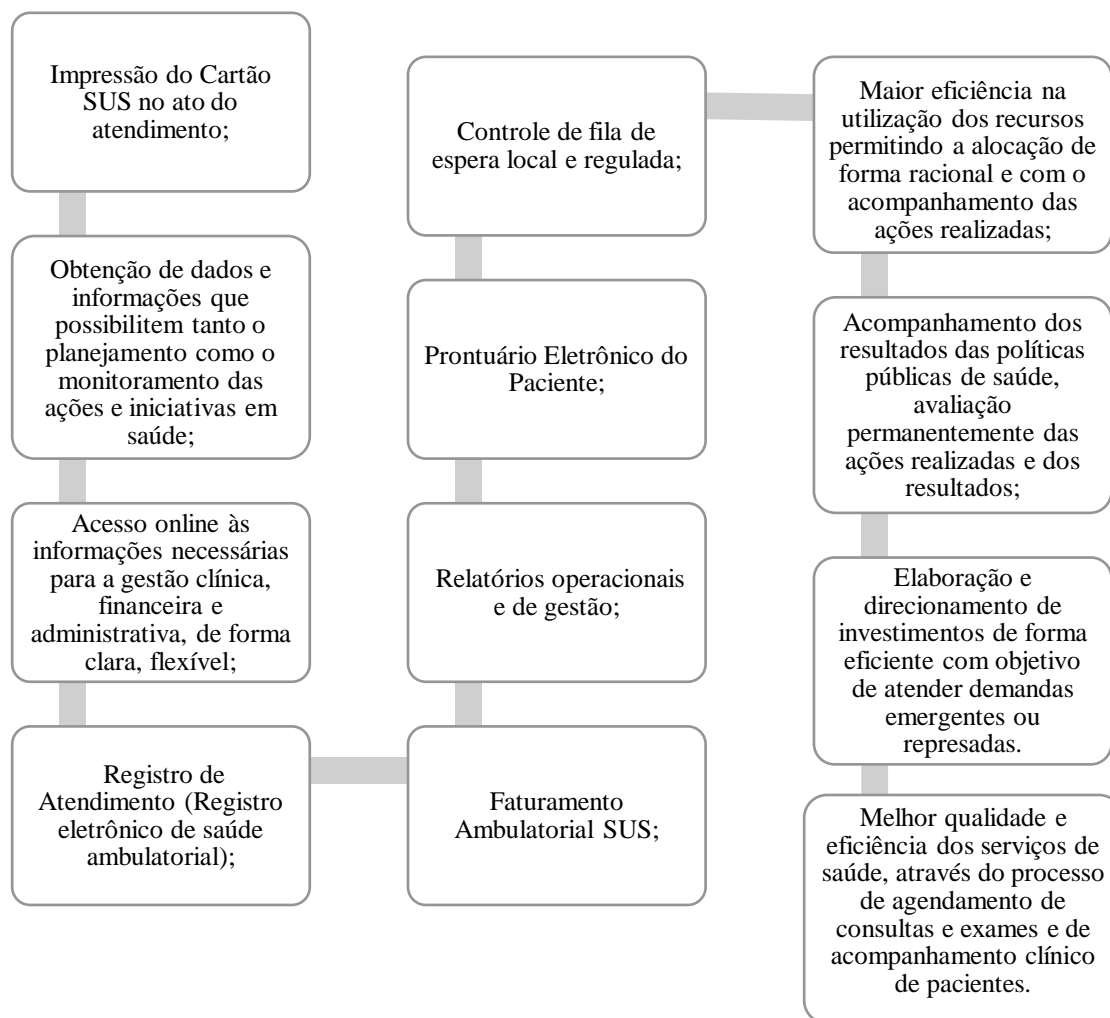 Impressão do Cartão
SUS no ato do
atendimento;
Obtenção de dados e
informações que
possibilitem tanto o
planejamento como o
monitoramento das
ações e iniciativas em
saúde;
Acesso online às
informações necessárias
para a gestão clínica,
financeira e
administrativa, de forma
clara, flexível;
Registro de
Atendimento (Registro
eletrônico de saúde
ambulatorial);
Faturamento
Ambulatorial SUS;
Relatórios operacionais
e de gestão;
Prontuário Eletrônico do
Paciente;
Controle de fila de
espera local e regulada;
Maior eficiência na
utilização dos recursos
permitindo a alocação de
forma racional e com o
acompanhamento das
ações realizadas;
Acompanhamento dos
resultados das políticas
públicas de saúde,
avaliação
permanentemente das
ações realizadas e dos
resultados;
Elaboração e
direcionamento de
investimentos de forma
eficiente com objetivo
de atender demandas
emergentes ou
represadas.
Melhor qualidade e
eficiência dos serviços de
saúde, através do processo
de agendamento de
consultas e exames e de
acompanhamento clínico
de pacientes.